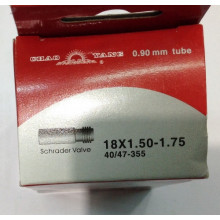 CHAO YANG
0.90 mm tube
Schrader Valve
18X1.50-1.75
40/47-355